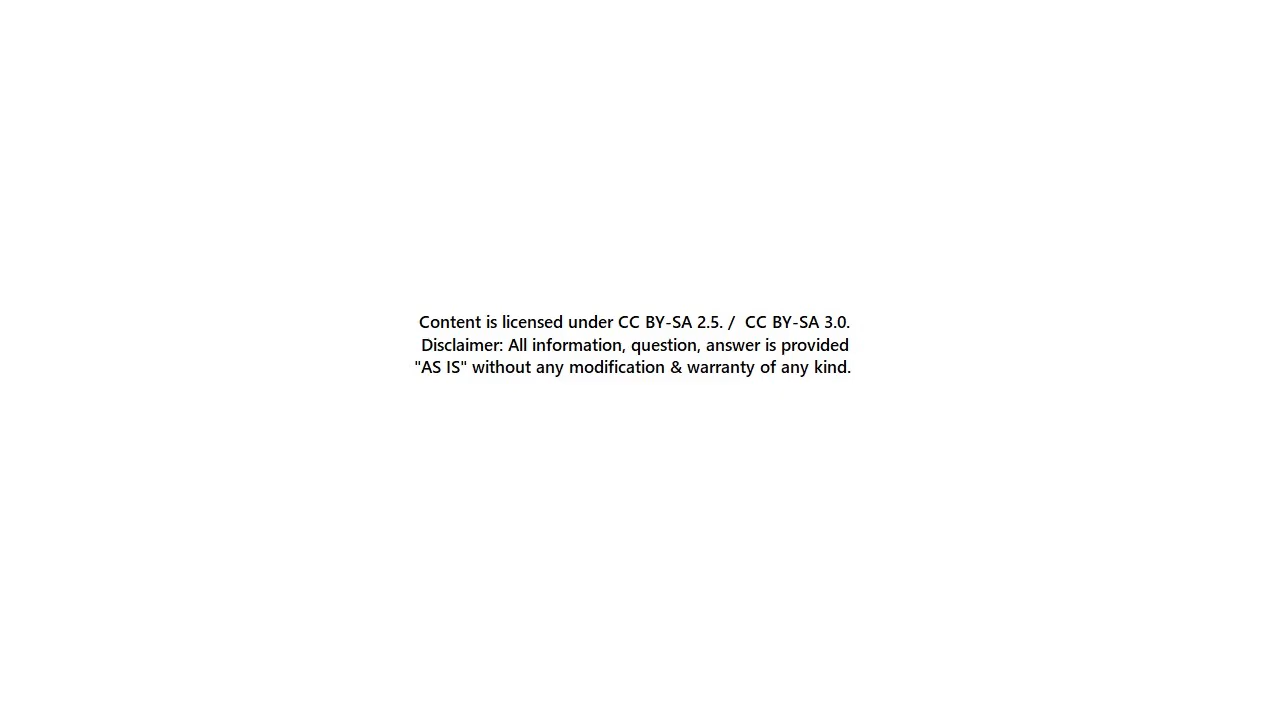 Content is licensed under CC BY-SA 2.5. /  CC BY-SA 3.0.
Disclaimer: All information, question, answer is provided
"AS IS" without any modification & warranty of any kind.